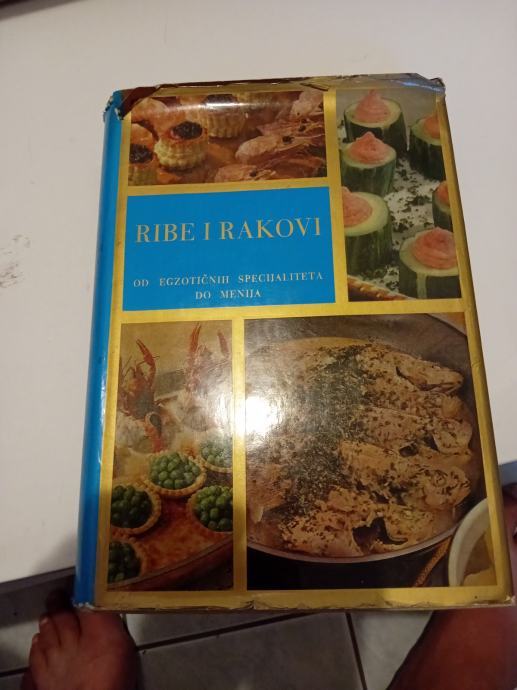 RIBE I RAKOVI
OD EGZOTIČNIH SPECIJALITETA
DO MENIJA